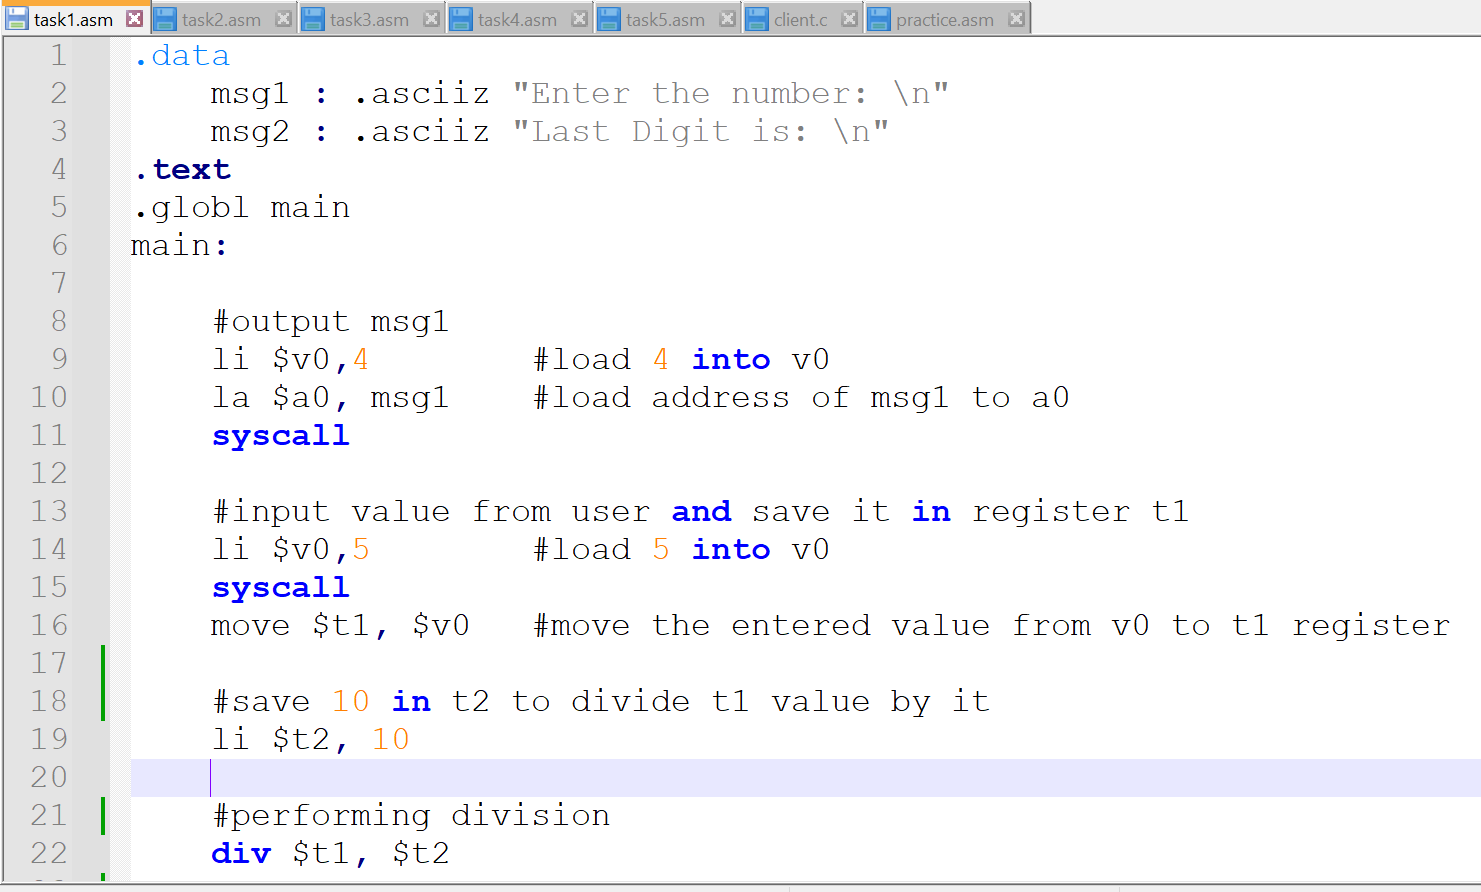 task1.asm task2.asm task3.asm task4.asm task5.asm client.c practice.asm
1 .data
2 msg1 : .asciiz "Enter the number: \n"
3 msg2 : .asciiz "Last Digit is: \n"
4 .text
5 .globl main
6 main:
7
8 #output msg1
9 li $v0,4 #load 4 into v0
10 la $a0, msg1 #load address of msg1 to a0
11 syscall
12
13 #input value from user and save it in register t1
14 li $v0,5 #load 5 into v0
15 syscall
16 move $t1, $v0 #move the entered value from v0 to t1 register
17
18 #save 10 in t2 to divide t1 value by it
19 li $t2, 10
20
21 #performing division
22 div $t1, $t2